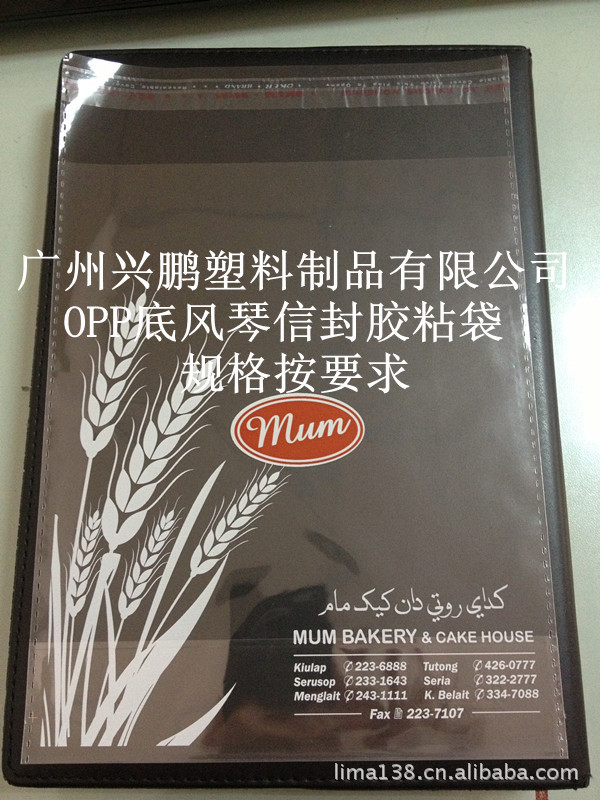 广州兴鹏塑料制品有限公司
OPP底风琴信封胶粘袋
规格按要求
Mum
كداي روتي دان كيک مام
MUM BAKERY & CAKE HOUSE
Kiulap ✆ 223-6888 Tutong ✆ 426-0777
Serusop ✆ 233-1643 Seria ✆ 322-2777
Menglait ✆ 243-1111 K. Belait ✆ 334-7088
Fax 223-7107
lima138.cn.alibaba.com